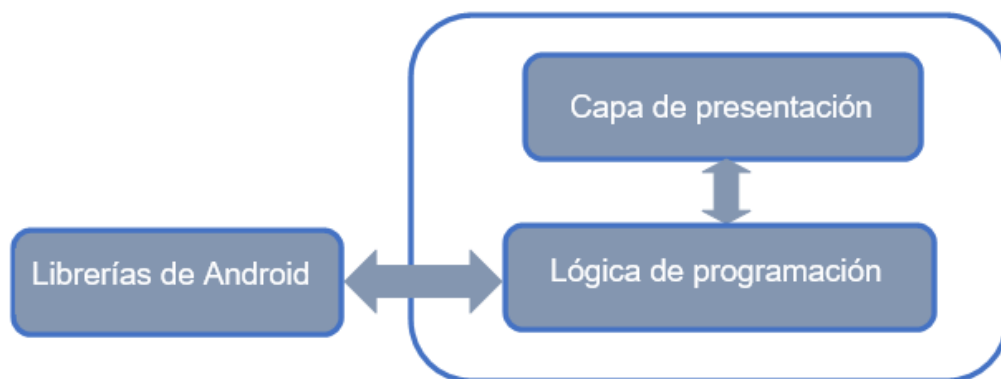 Capa de presentación
Librerías de Android
Lógica de programación